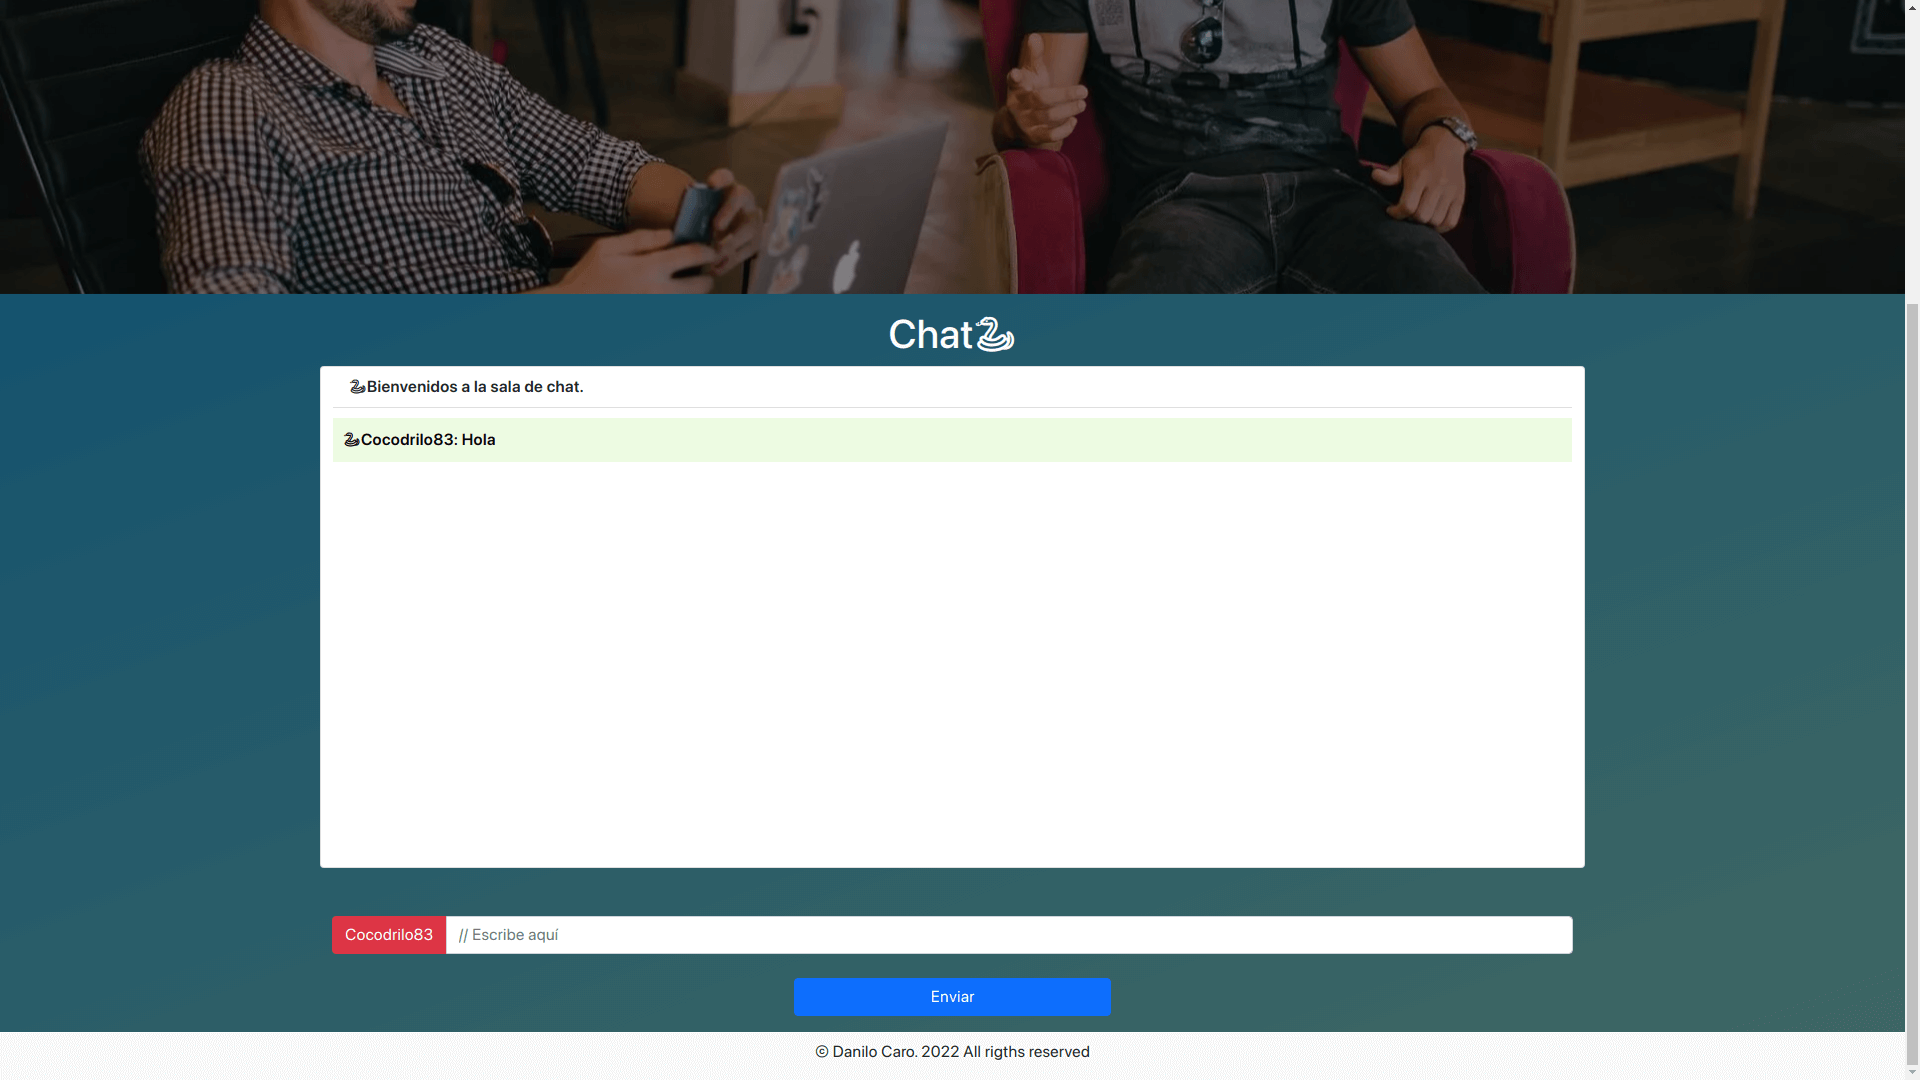 Chat
Bienvenidos a la sala de chat.
Cocodrilo83: Hola
Cocodrilo83 // Escribe aquí
Enviar
© Danilo Caro. 2022 All rigths reserved